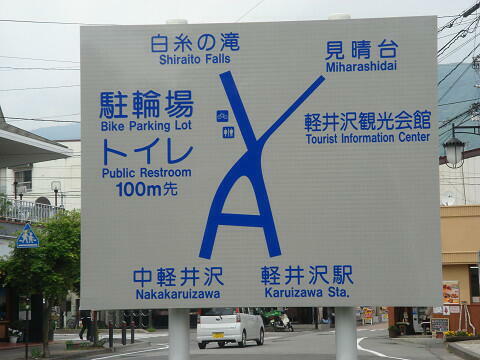 白糸の滝
Shiraito Falls
見晴台
Miharashidai
駐輪場
Bike Parking Lot
トイレ
Public Restroom
100m先
軽井沢観光会館
Tourist Information Center
中軽井沢
Nakakaruizawa
軽井沢駅
Karuizawa Sta.